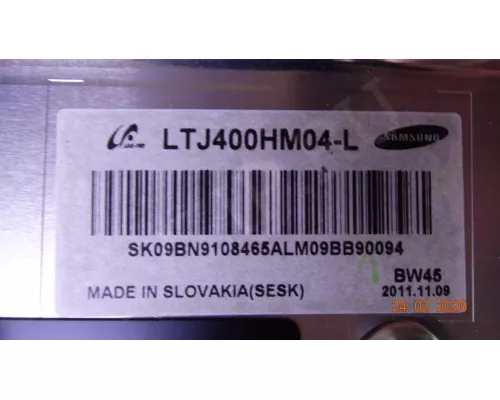 LTJ400HM04-L
SAMSUNG
SK09BN9108465ALM09BB90094
BW45
MADE IN SLOVAKIA(SESK)
2011.11.09